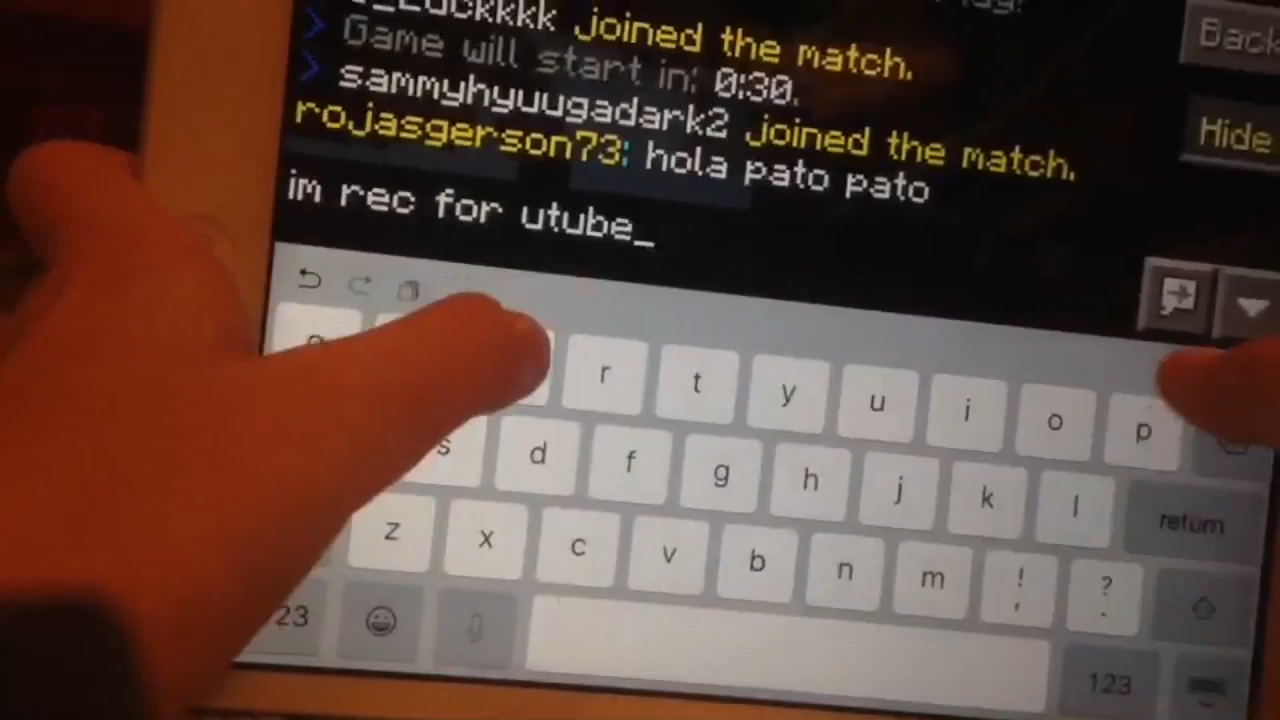 joined the match.
Back
> Game will start in: 0:30.
> sammyhyuugadark2 joined the match.
Hide
rojasgerson73: hola pato pato
im rec for utube_
r t y u i o p
s d f g h j k l return
z x c v b n m ! , ? .
23 123